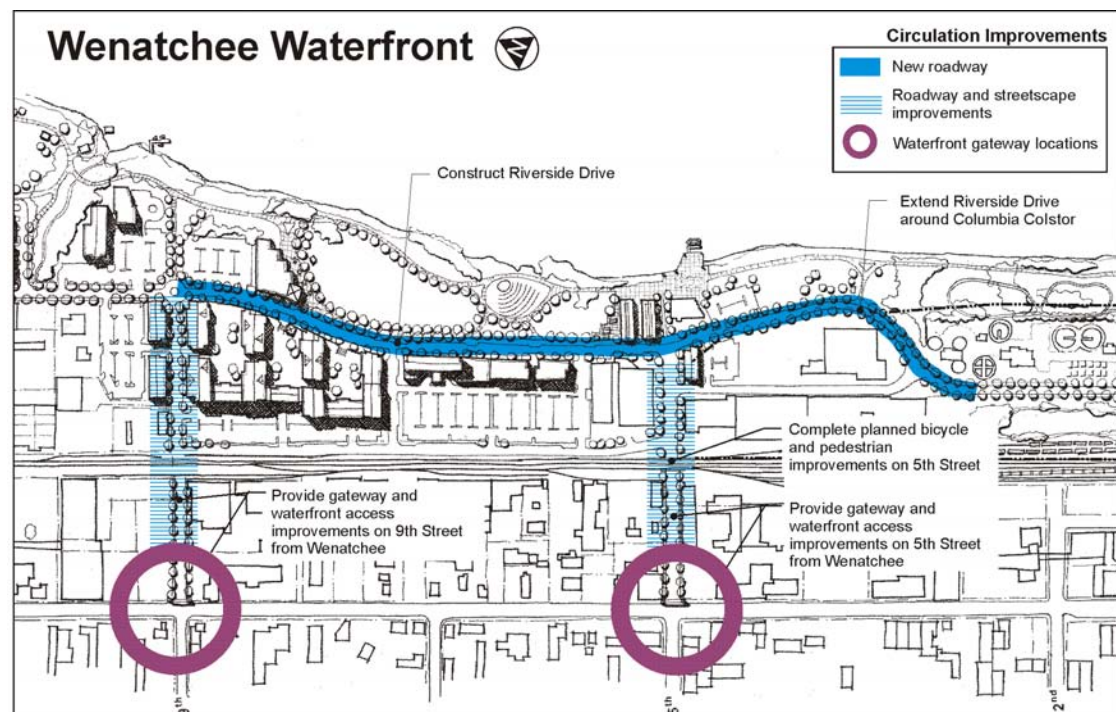 Wenatchee Waterfront
N
Circulation Improvements
New roadway
Roadway and streetscape
improvements
Waterfront gateway locations
Construct Riverside Drive
Extend Riverside Drive
around Columbia Colstor
Complete planned bicycle
and pedestrian
improvements on 5th Street
Provide gateway and
waterfront access
improvements on 9th Street
from Wenatchee
Provide gateway and
waterfront access
improvements on 5th Street
from Wenatchee
9th
5th
2nd